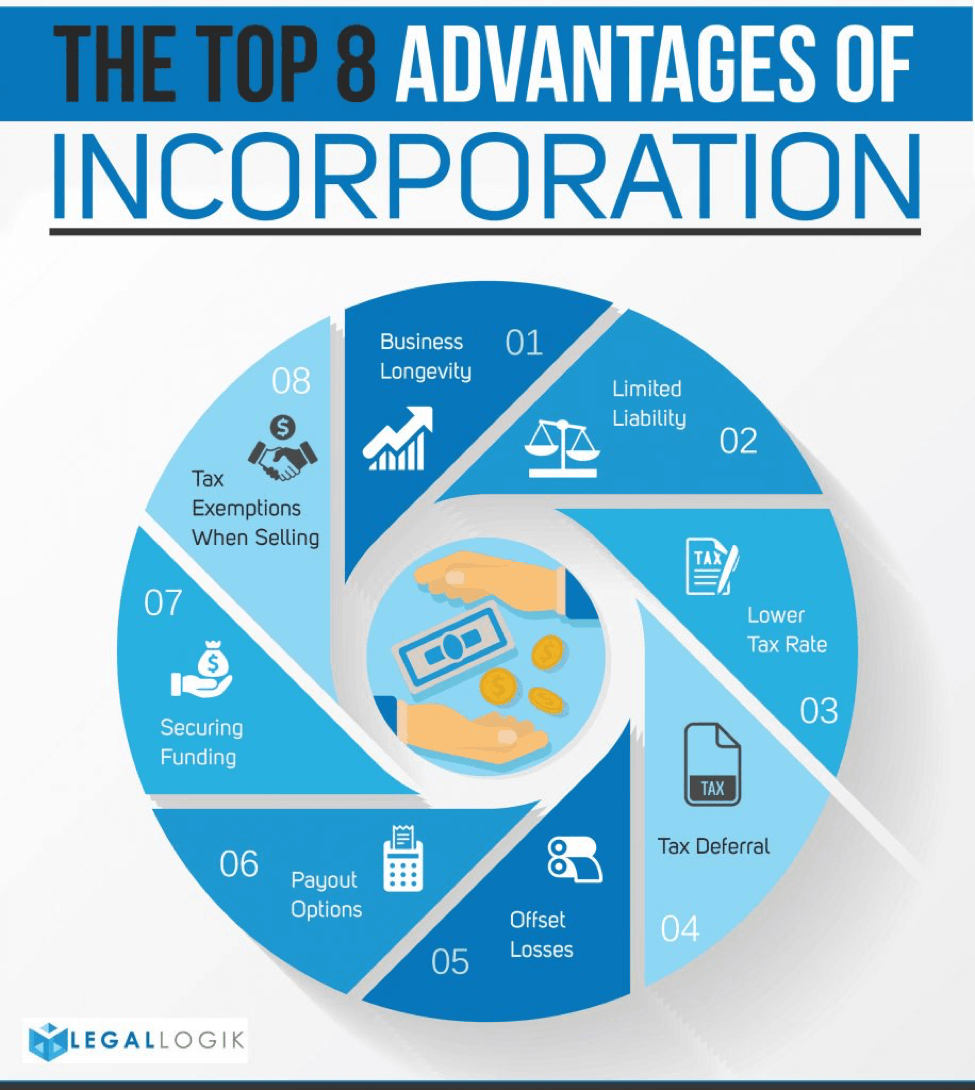 THE TOP 8 ADVANTAGES OF
INCORPORATION
Business
Longevity
01
Limited
Liability
02
TAX
Lower
Tax Rate
03
TAX
Tax Deferral
04
Offset
Losses
05
06
Payout
Options
07
$
Securing
Funding
08
$
Tax
Exemptions
When Selling
$
$
$
LEGALLOGIK